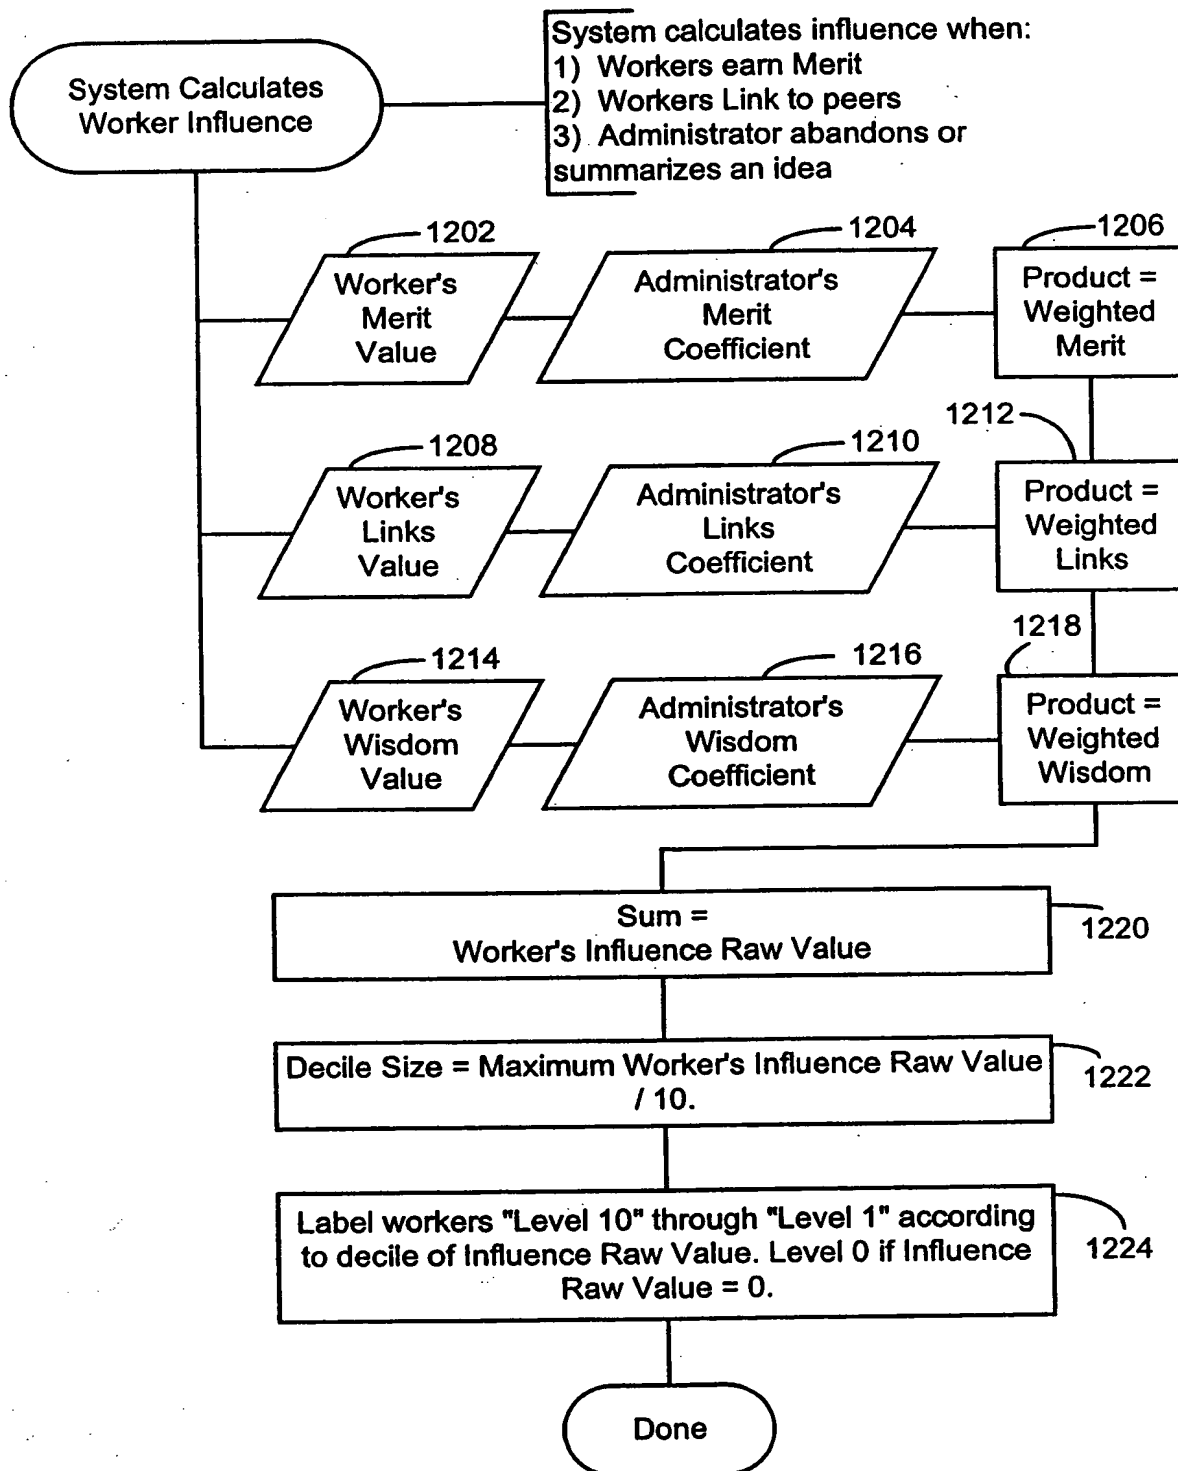 System Calculates
Worker Influence
System calculates influence when:
1) Workers earn Merit
2) Workers Link to peers
3) Administrator abandons or
summarizes an idea
1202
1204
1206
Worker's
Merit
Value
Administrator's
Merit
Coefficient
Product =
Weighted
Merit
1208
1210
1212
Worker's
Links
Value
Administrator's
Links
Coefficient
Product =
Weighted
Links
1214
1216
1218
Worker's
Wisdom
Value
Administrator's
Wisdom
Coefficient
Product =
Weighted
Wisdom
Sum =
Worker's Influence Raw Value
1220
Decile Size = Maximum Worker's Influence Raw Value
/ 10.
1222
Label workers "Level 10" through "Level 1" according
to decile of Influence Raw Value. Level 0 if Influence
Raw Value = 0.
1224
Done